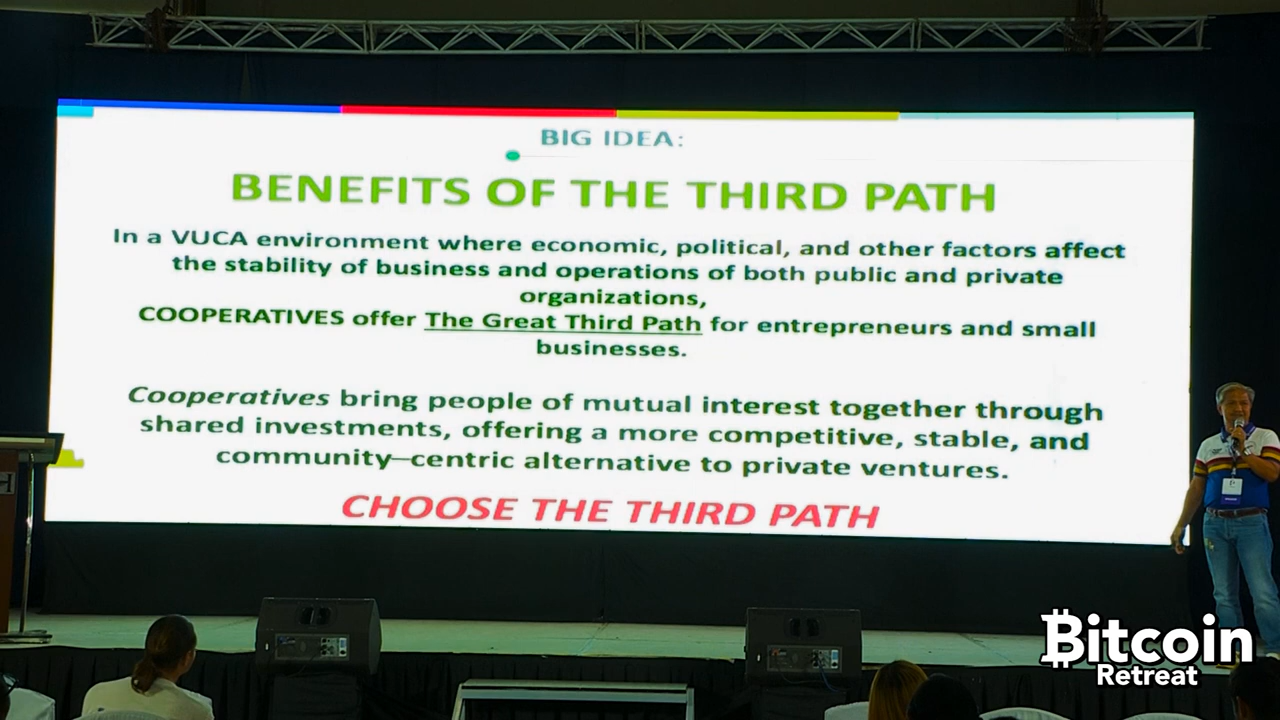 BIG IDEA:
BENEFITS OF THE THIRD PATH
In a VUCA environment where economic, political, and other factors affect
the stability of business and operations of both public and private
organizations,
COOPERATIVES offer The Great Third Path for entrepreneurs and small
businesses.
Cooperatives bring people of mutual interest together through
shared investments, offering a more competitive, stable, and
community–centric alternative to private ventures.
CHOOSE THE THIRD PATH
H
Bitcoin
Retreat